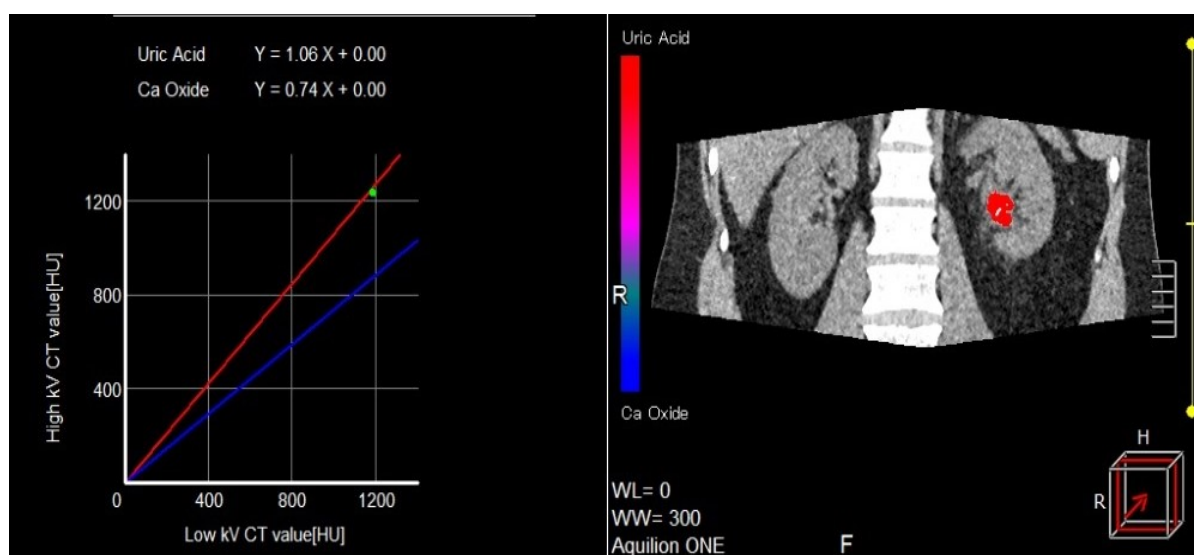 Uric Acid Y = 1.06 X + 0.00
Ca Oxide Y = 0.74 X + 0.00
High kV CT value[HU]
1200
800
400
0 400 800 1200
Low kV CT value[HU]
Uric Acid
R
Ca Oxide
WL= 0
WW= 300
Aquilion ONE
F
H
R